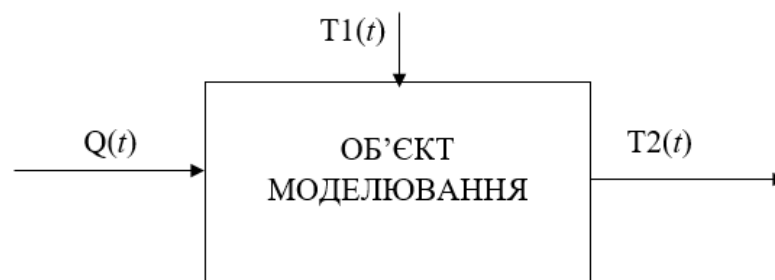 T1(t)
Q(t)
ОБ’ЄКТ
МОДЕЛЮВАННЯ
T2(t)